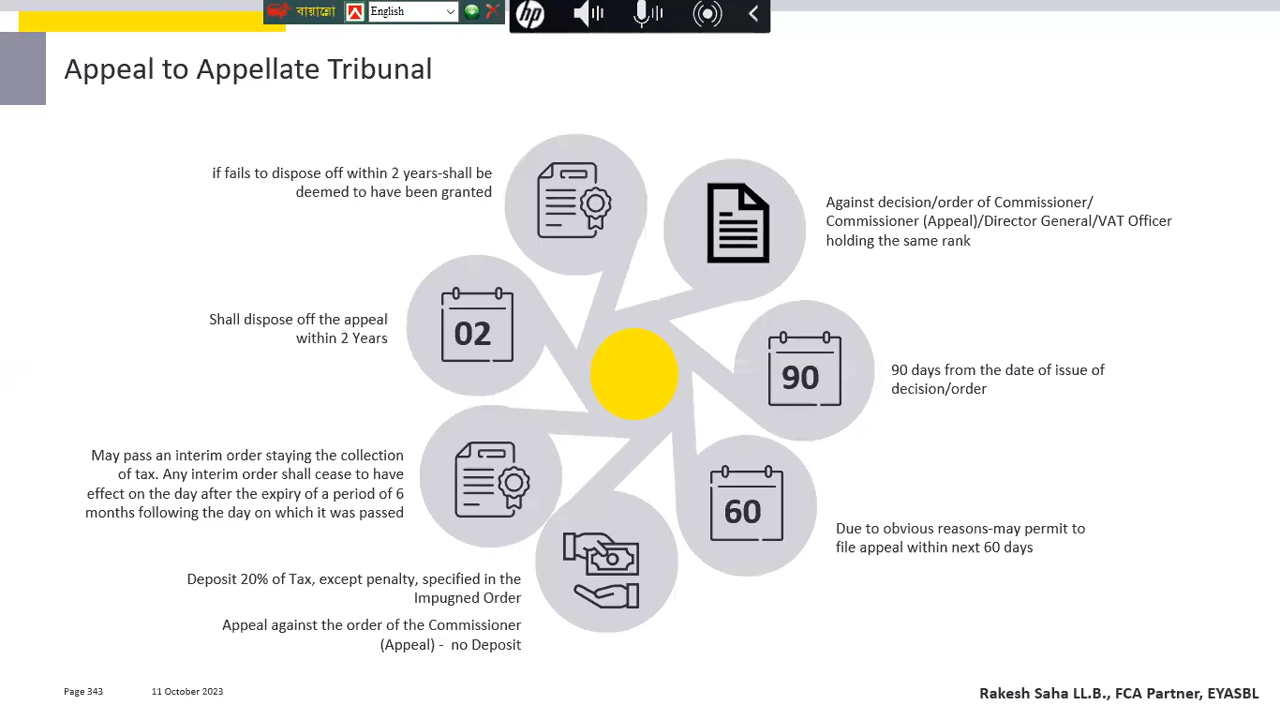 বায়ান্নো
English
hp
Appeal to Appellate Tribunal
if fails to dispose off within 2 years-shall be
deemed to have been granted
Against decision/order of Commissioner/
Commissioner (Appeal)/Director General/VAT Officer
holding the same rank
Shall dispose off the appeal
within 2 Years
02
90
90 days from the date of issue of
decision/order
May pass an interim order staying the collection
of tax. Any interim order shall cease to have
effect on the day after the expiry of a period of 6
months following the day on which it was passed
60
Due to obvious reasons-may permit to
file appeal within next 60 days
Deposit 20% of Tax, except penalty, specified in the
Impugned Order
Appeal against the order of the Commissioner
(Appeal) - no Deposit
Page 343
11 October 2023
Rakesh Saha LL.B., FCA Partner, EYASBL